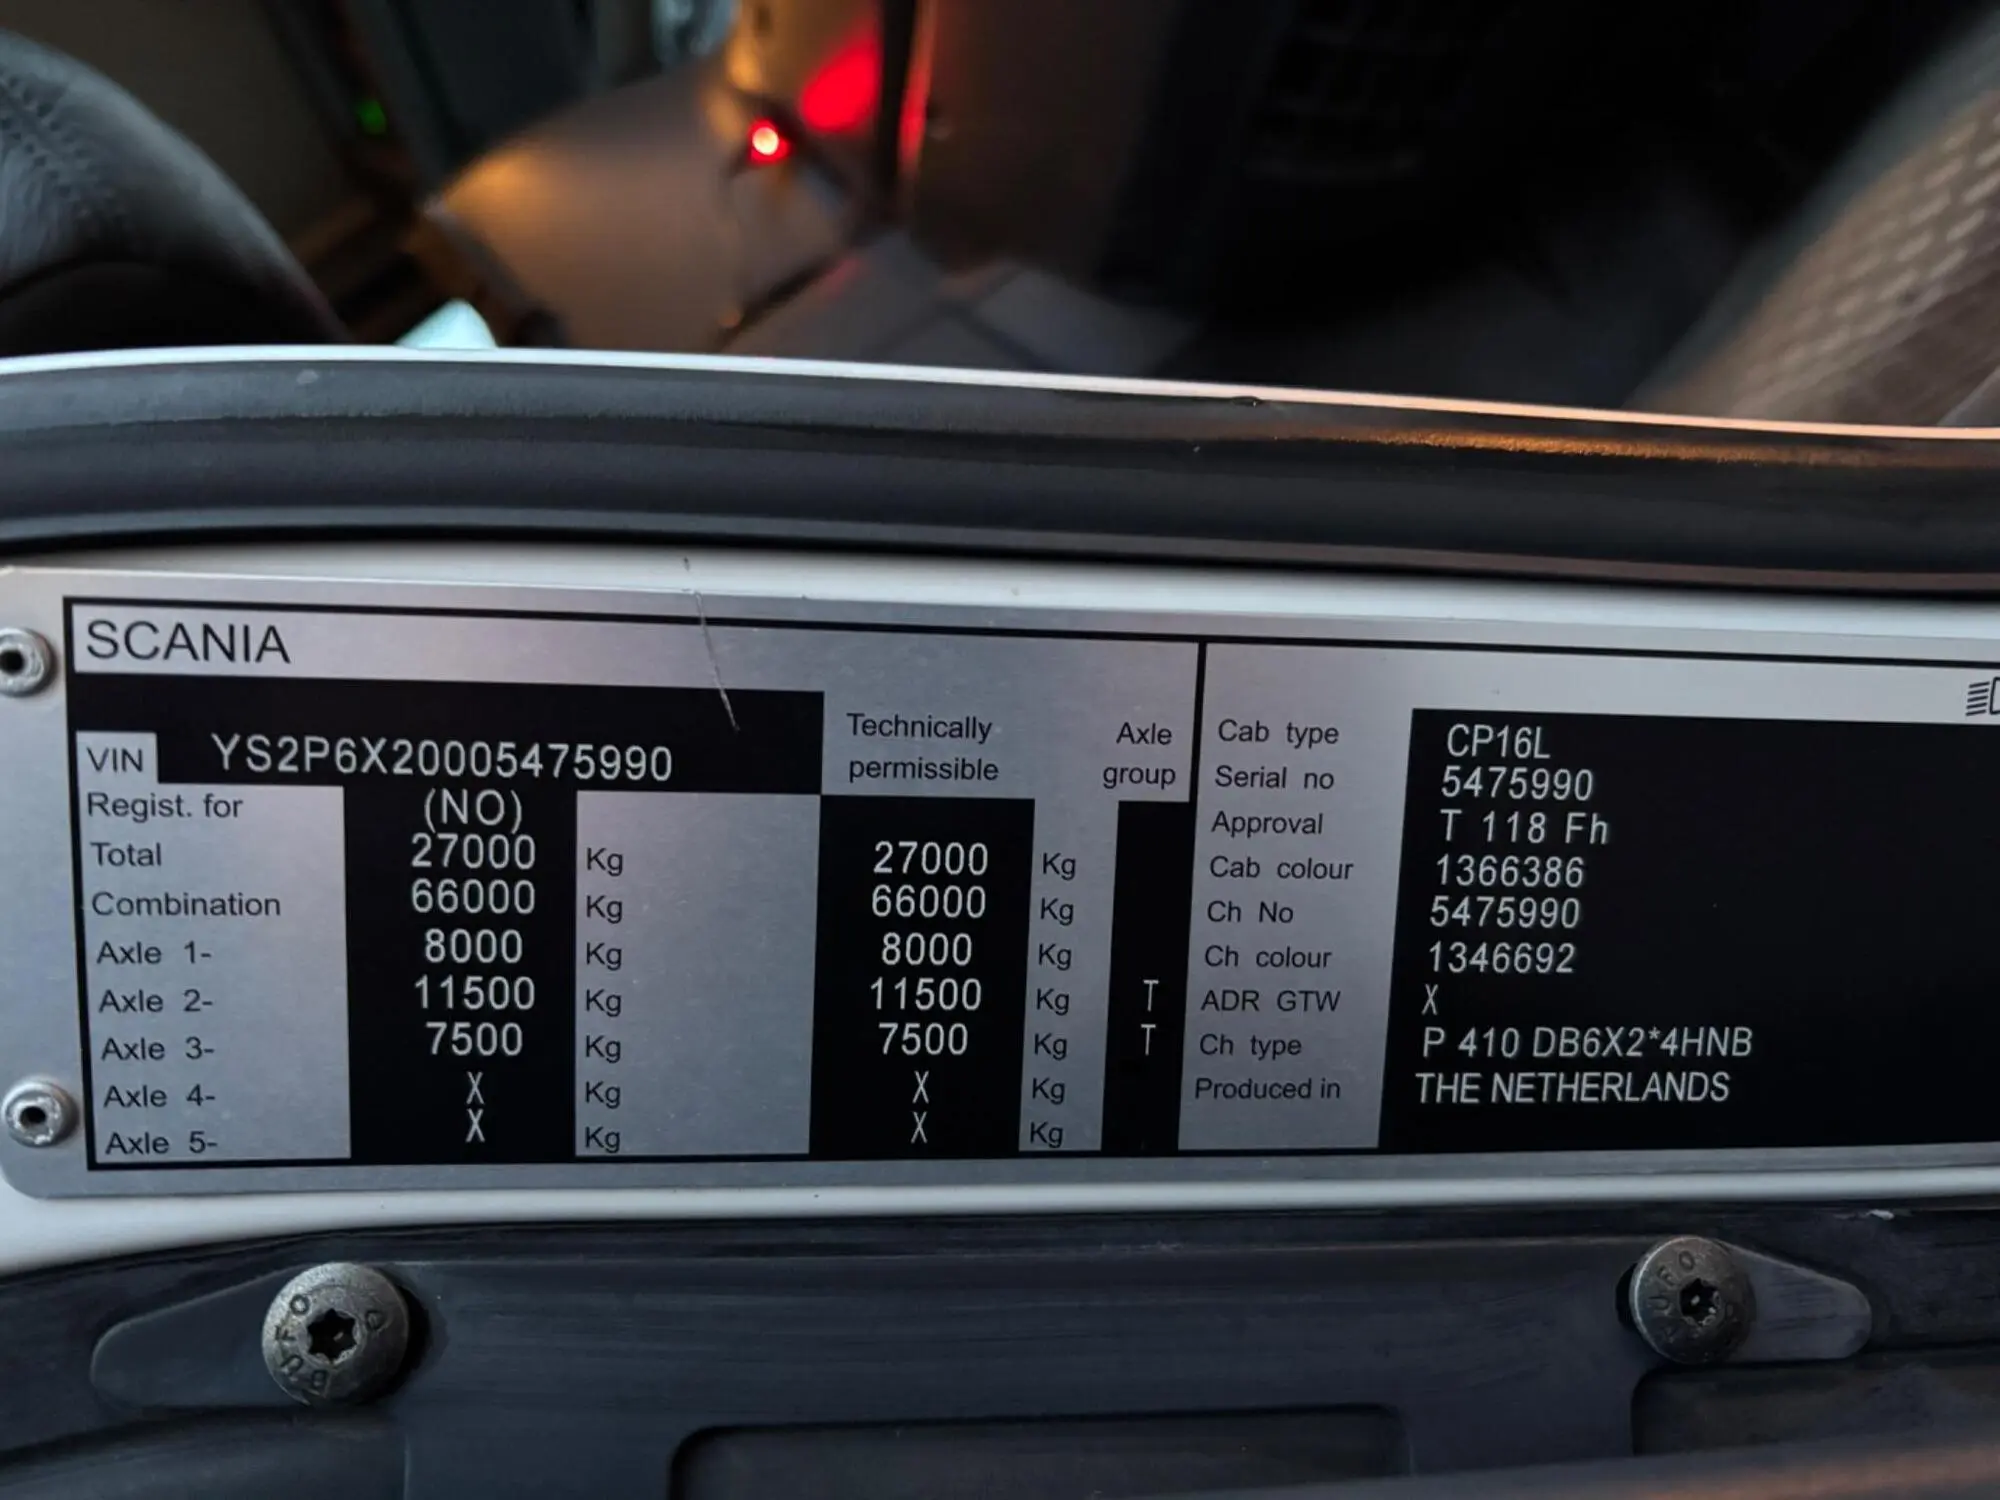 SCANIA
VIN YS2P6X20005475990
Technically permissible
Axle group
Regist. for (NO)
Total 27000 Kg 27000 Kg
Combination 66000 Kg 66000 Kg
Axle 1- 8000 Kg 8000 Kg
Axle 2- 11500 Kg 11500 Kg T
Axle 3- 7500 Kg 7500 Kg T
Axle 4- X Kg X Kg
Axle 5- X Kg X Kg
Cab type CP16L
Serial no 5475990
Approval T 118 Fh
Cab colour 1366386
Ch No 5475990
Ch colour 1346692
ADR GTW X
Ch type P 410 DB6X2*4HNB
Produced in THE NETHERLANDS
BUFO